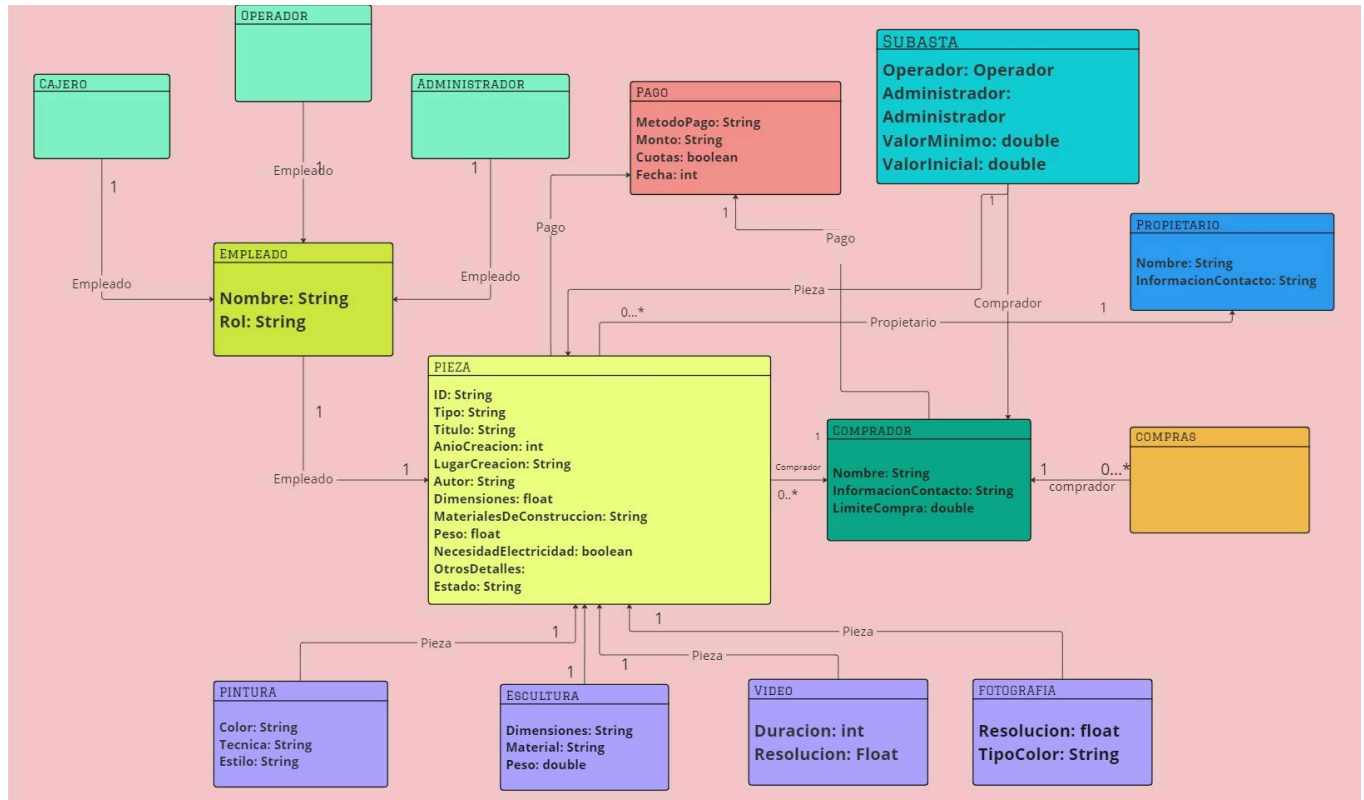 OPERADOR
CAJERO
ADMINISTRADOR
PAGO
MetodoPago: String
Monto: String
Cuotas: boolean
Fecha: int
SUBASTA
Operador: Operador
Administrador:
Administrador
ValorMinimo: double
ValorInicial: double
1
Empleado
1
1
Empleado
Empleado
Pago
1
Pago
1
Pieza
Comprador
PROPIETARIO
Nombre: String
InformacionContacto: String
EMPLEADO
Nombre: String
Rol: String
0...*
Propietario
1
1
Empleado
1
PIEZA
ID: String
Tipo: String
Titulo: String
AnioCreacion: int
LugarCreacion: String
Autor: String
Dimensiones: float
MaterialesDeConstruccion: String
Peso: float
NecesidadElectricidad: boolean
OtrosDetalles:
Estado: String
1
Comprador
0..*
COMPRADOR
Nombre: String
InformacionContacto: String
LimiteCompra: double
1
0...*
comprador
COMPRAS
Pieza
1
1
1
Pieza
1
Pieza
PINTURA
Color: String
Tecnica: String
Estilo: String
ESCULTURA
Dimensiones: String
Material: String
Peso: double
VIDEO
Duracion: int
Resolucion: Float
FOTOGRAFIA
Resolucion: float
TipoColor: String